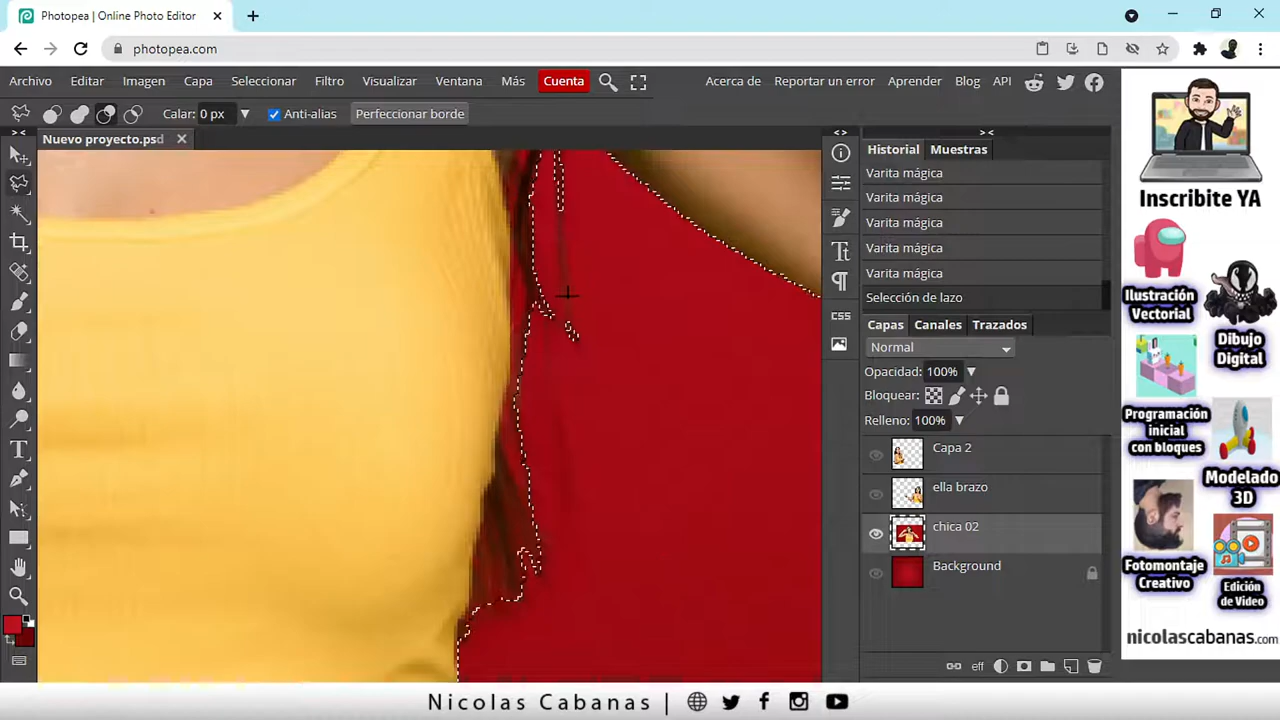 Photopea | Online Photo Editor
photopea.com
Archivo Editar Imagen Capa Seleccionar Filtro Visualizar Ventana Más Cuenta Acerca de Reportar un error Aprender Blog API
Calar: 0 px Anti-alias Perfeccionar borde
Nuevo proyecto.psd
Historial Muestras
Varita mágica
Varita mágica
Varita mágica
Varita mágica
Varita mágica
Selección de lazo
CSS
Capas Canales Trazados
Normal
Opacidad: 100%
Bloquear:
Relleno: 100%
Capa 2
ella brazo
chica 02
Background
eff
Inscribite YA
Ilustración
Vectorial
Dibujo
Digital
Programación
inicial
con bloques
Modelado
3D
Fotomontaje
Creativo
Edición
de Video
nicolascabanas.com
Nicolas Cabanas |